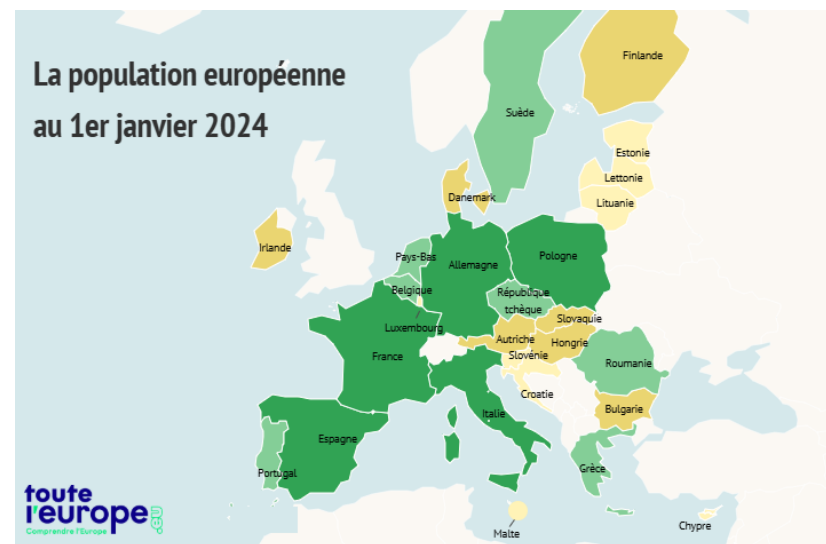 La population européenne
au 1er janvier 2024
Finlande
Suède
Estonie
Lettonie
Lituanie
Danemark
Irlande
Pays-Bas
Allemagne
Pologne
Belgique
République
tchèque
Luxembourg
Slovaquie
Autriche
Hongrie
Slovénie
France
Roumanie
Croatie
Bulgarie
Italie
Espagne
Portugal
Grèce
Malte
Chypre
toute
l'europe.eu
Comprendre l'Europe